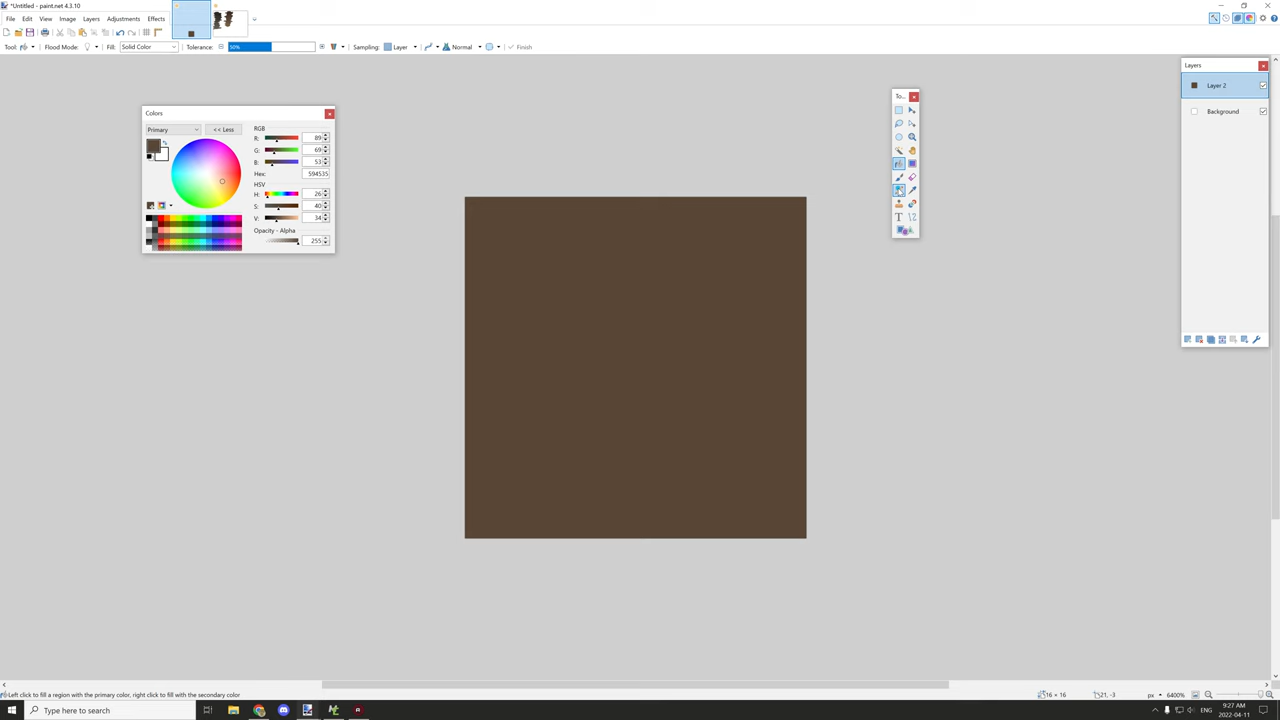 *Untitled - paint.net 4.3.10
File Edit View Image Layers Adjustments Effects
Tool: Flood Mode: Fill: Solid Color Tolerance: 50% Sampling: Layer Normal Finish
Layers
Layer 2
Background
To...
Colors
Primary
<< Less
RGB
R: 89
G: 69
B: 53
Hex: 594535
HSV
H: 26
S: 40
V: 34
Opacity - Alpha
255
Left click to fill a region with the primary color, right click to fill with the secondary color
16 × 16
21, -3
px
6400%
Type here to search
ENG
9:27 AM
2022-04-11